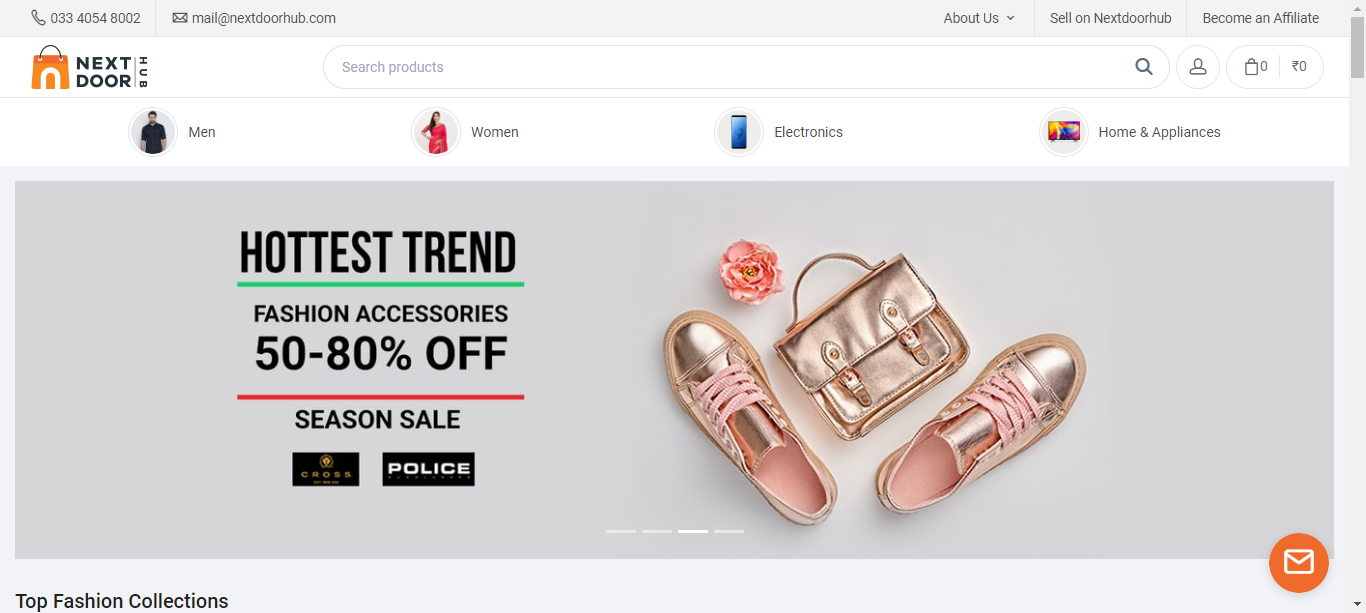 033 4054 8002
mail@nextdoorhub.com
About Us
Sell on Nextdoorhub
Become an Affiliate
NEXT
DOOR
HUB
Search products
0
₹0
Men
Women
Electronics
Home & Appliances
HOTTEST TREND
FASHION ACCESSORIES
50-80% OFF
SEASON SALE
CROSS
POLICE
Top Fashion Collections